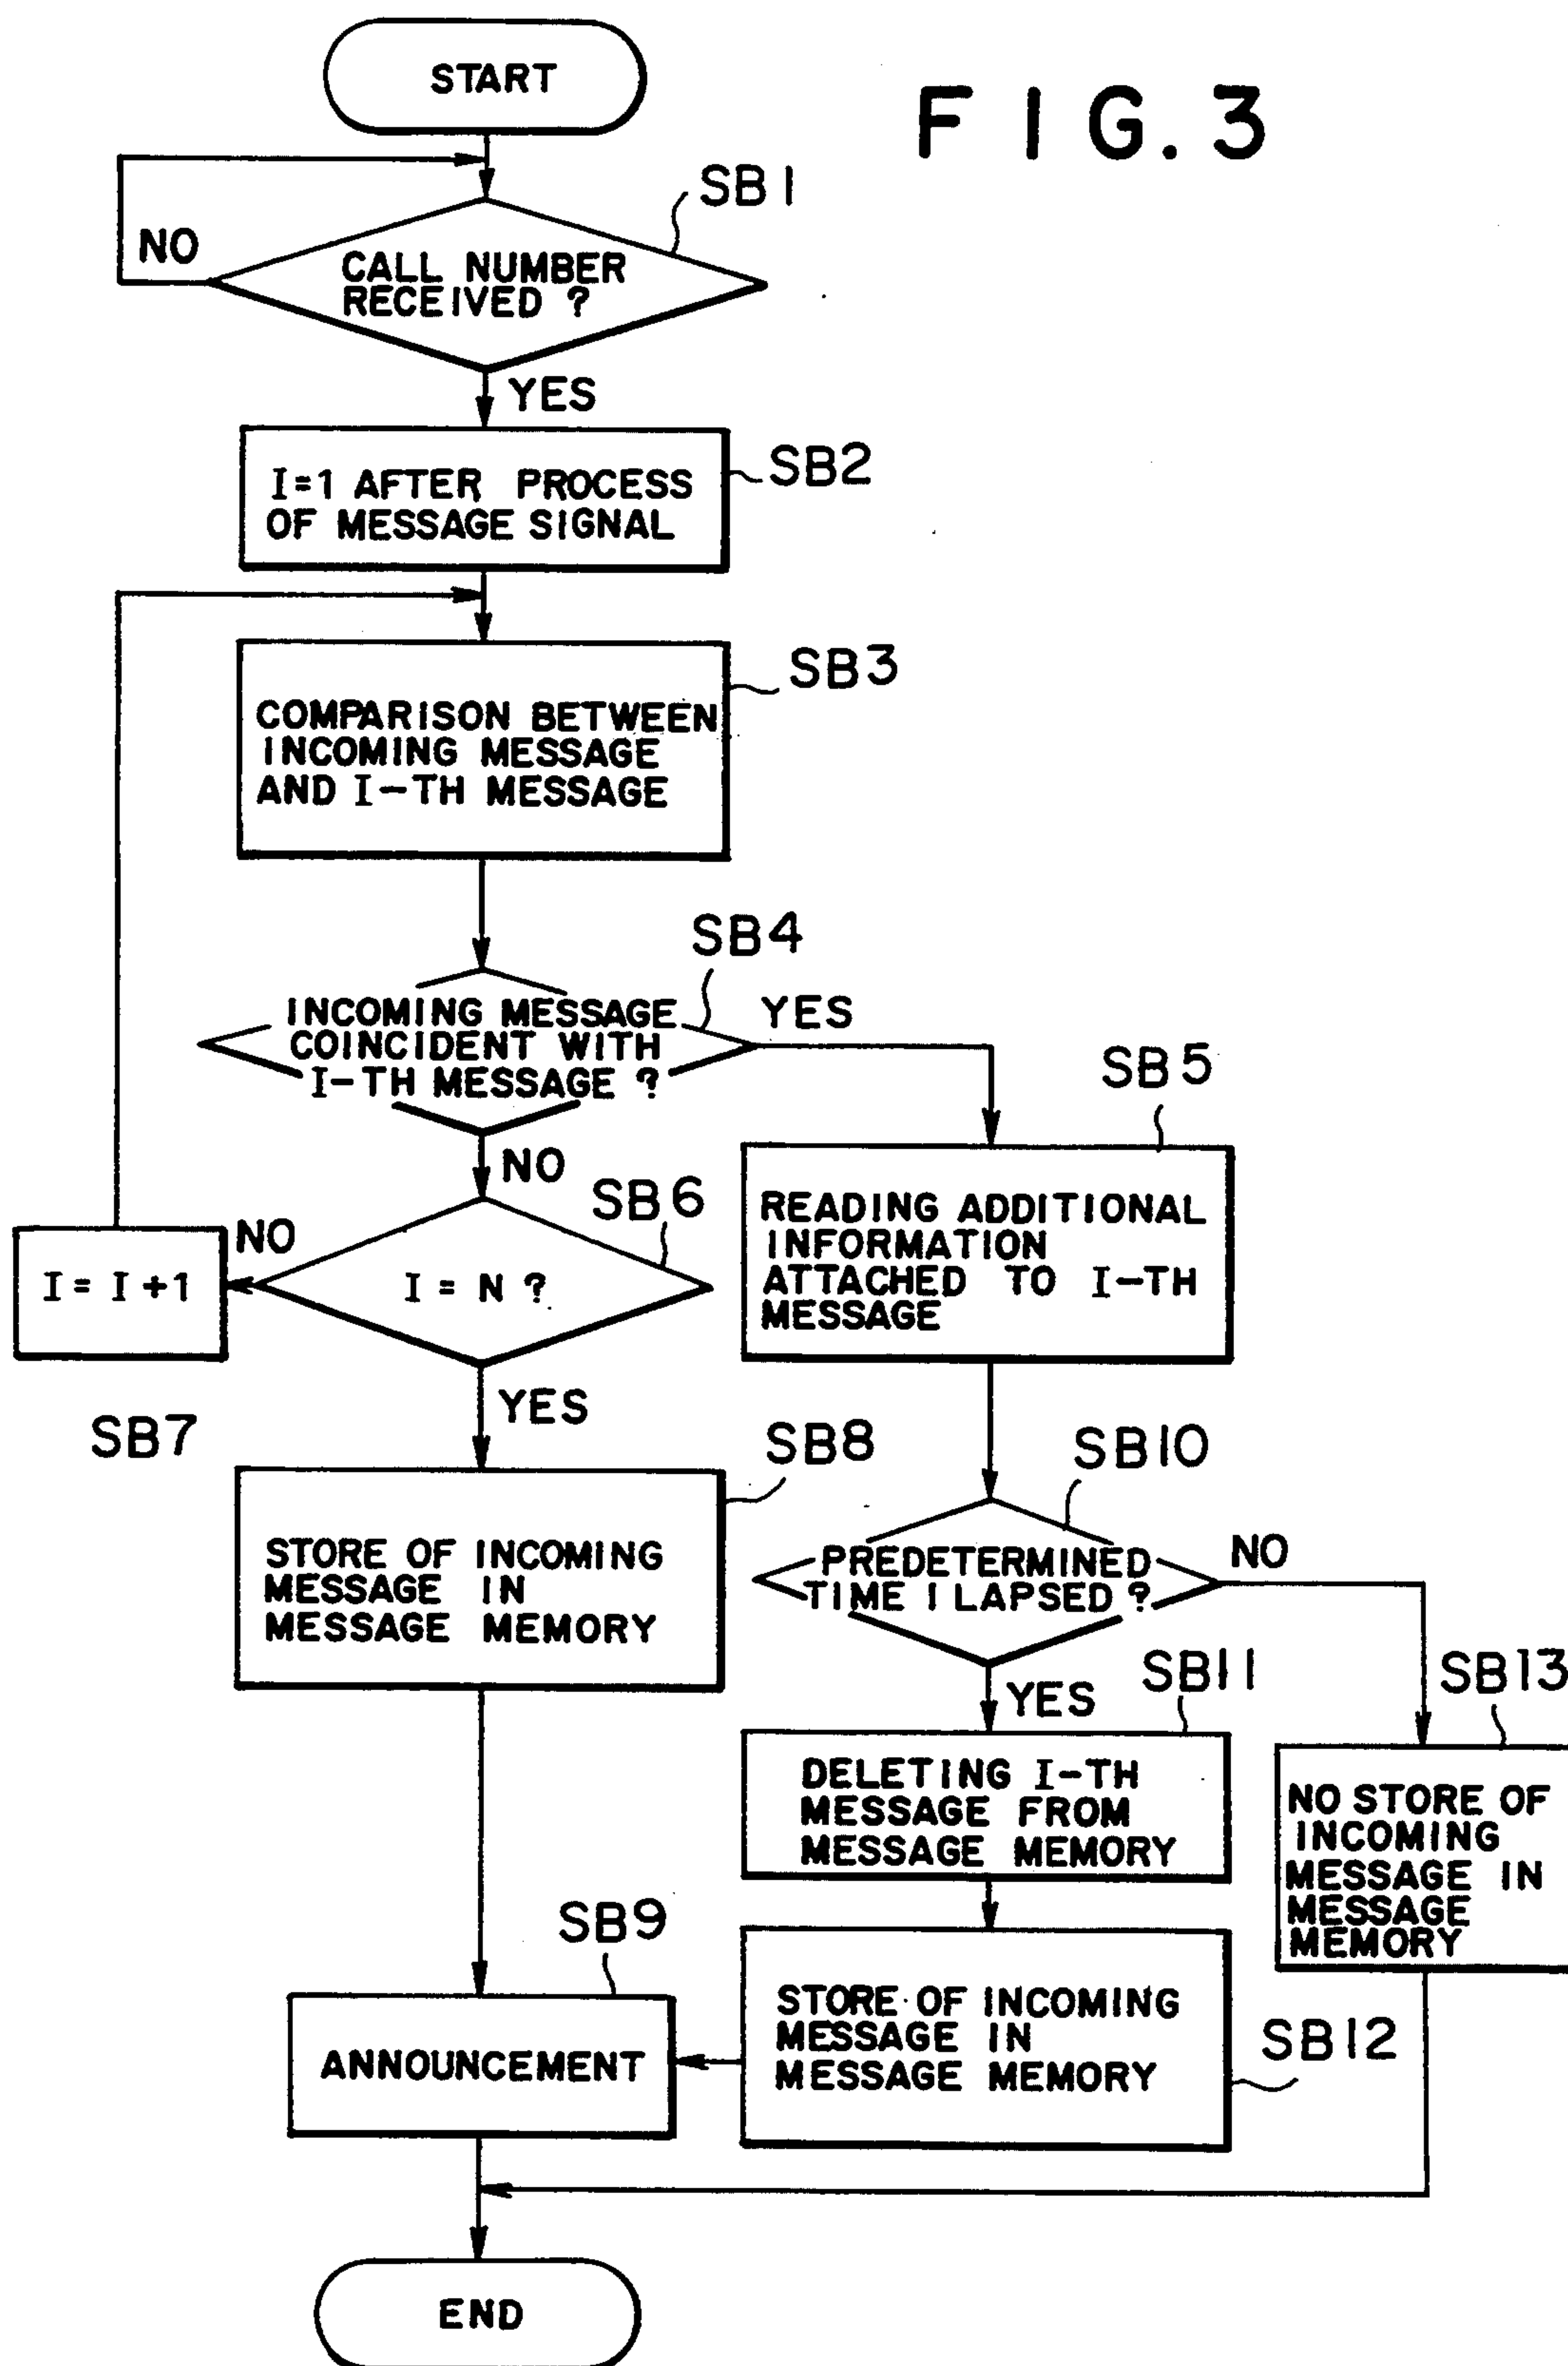 FIG. 3
START
SB1
NO
CALL NUMBER
RECEIVED ?
YES
SB2
I=1 AFTER PROCESS
OF MESSAGE SIGNAL
SB3
COMPARISON BETWEEN
INCOMING MESSAGE
AND I-TH MESSAGE
SB4
INCOMING MESSAGE
COINCIDENT WITH
I-TH MESSAGE ?
YES
NO
SB5
READING ADDITIONAL
INFORMATION
ATTACHED TO I-TH
MESSAGE
SB6
I = N ?
NO
I = I +1
SB7
YES
SB8
STORE OF INCOMING
MESSAGE IN
MESSAGE MEMORY
SB10
PREDETERMINED
TIME I LAPSED ?
NO
YES
SB11
DELETING I-TH
MESSAGE FROM
MESSAGE MEMORY
SB13
NO STORE OF
INCOMING
MESSAGE IN
MESSAGE
MEMORY
SB9
ANNOUNCEMENT
STORE OF INCOMING
MESSAGE IN
MESSAGE MEMORY
SB12
END